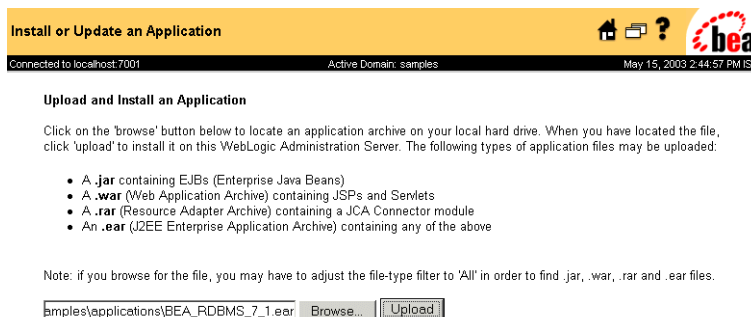 Install or Update an Application
?
bea
Connected to localhost:7001 Active Domain: samples May 15, 2003 2:44:57 PM IS
Upload and Install an Application
Click on the 'browse' button below to locate an application archive on your local hard drive. When you have located the file,
click 'upload' to install it on this WebLogic Administration Server. The following types of application files may be uploaded:
• A .jar containing EJBs (Enterprise Java Beans)
• A .war (Web Application Archive) containing JSPs and Servlets
• A .rar (Resource Adapter Archive) containing a JCA Connector module
• An .ear (J2EE Enterprise Application Archive) containing any of the above
Note: if you browse for the file, you may have to adjust the file-type filter to 'All' in order to find .jar, .war, .rar and .ear files.
amples\applications\BEA_RDBMS_7_1.ear Browse... Upload